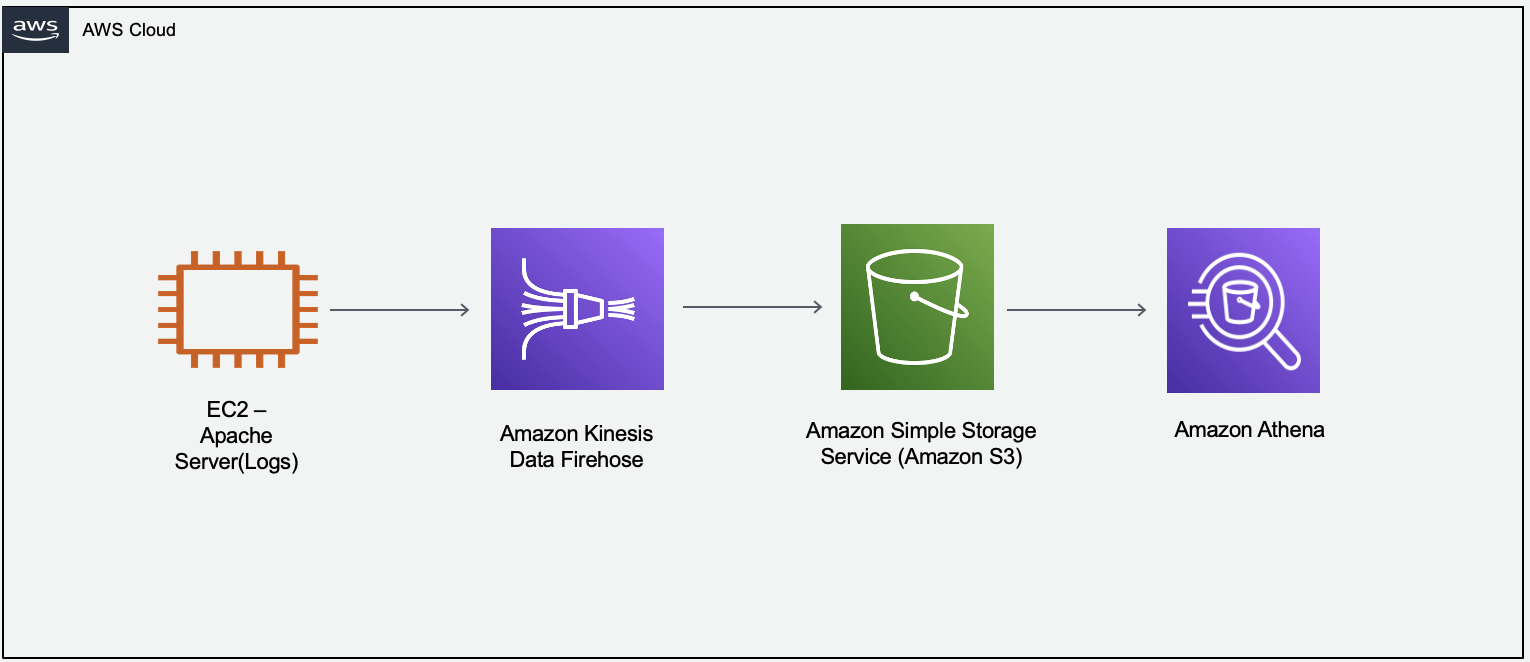 aws
AWS Cloud
EC2 –
Apache
Server(Logs)
Amazon Kinesis
Data Firehose
Amazon Simple Storage
Service (Amazon S3)
Amazon Athena